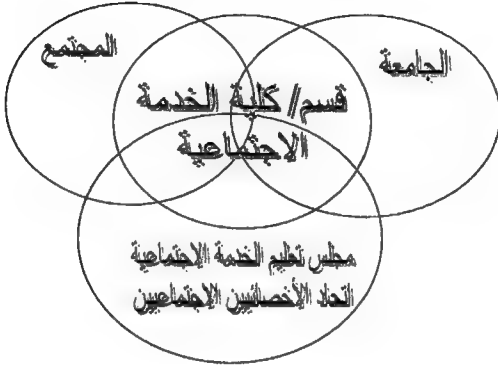 المجتمع
الجامعة
قسم/ كلية الخدمة
الاجتماعية
مجلس تعليم الخدمة الاجتماعية
اتحاد الأخصائيين الاجتماعيين